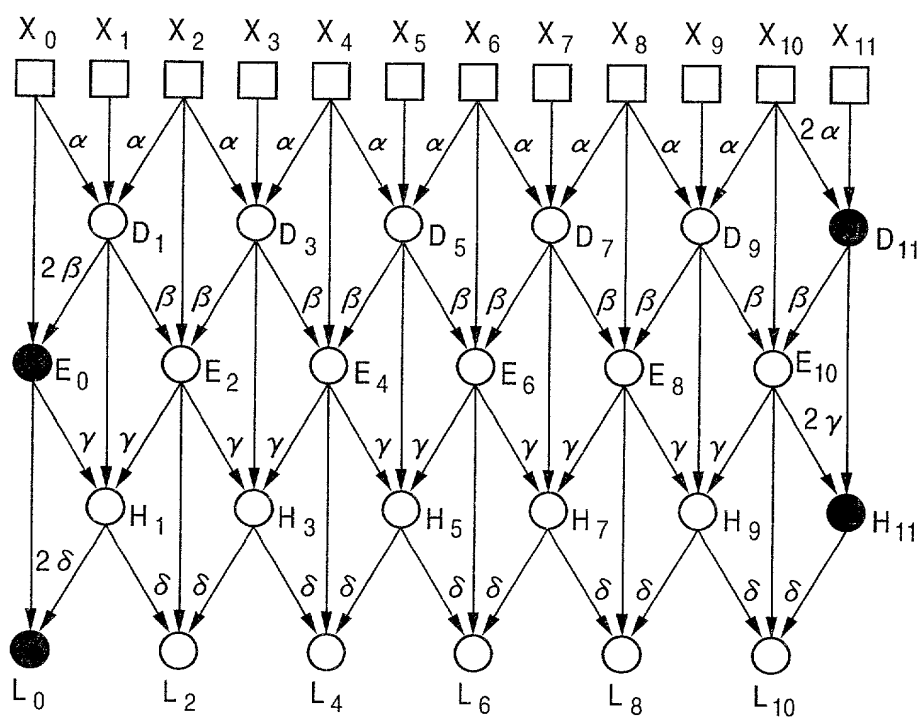 X0 X1 X2 X3 X4 X5 X6 X7 X8 X9 X10 X11
α α α α α α α α α α 2α
D1 D3 D5 D7 D9 D11
2β β β β β β β β β β β
E0 E2 E4 E6 E8 E10
γ γ γ γ γ γ γ γ γ γ 2γ
H1 H3 H5 H7 H9 H11
2δ δ δ δ δ δ δ δ δ δ δ
L0 L2 L4 L6 L8 L10